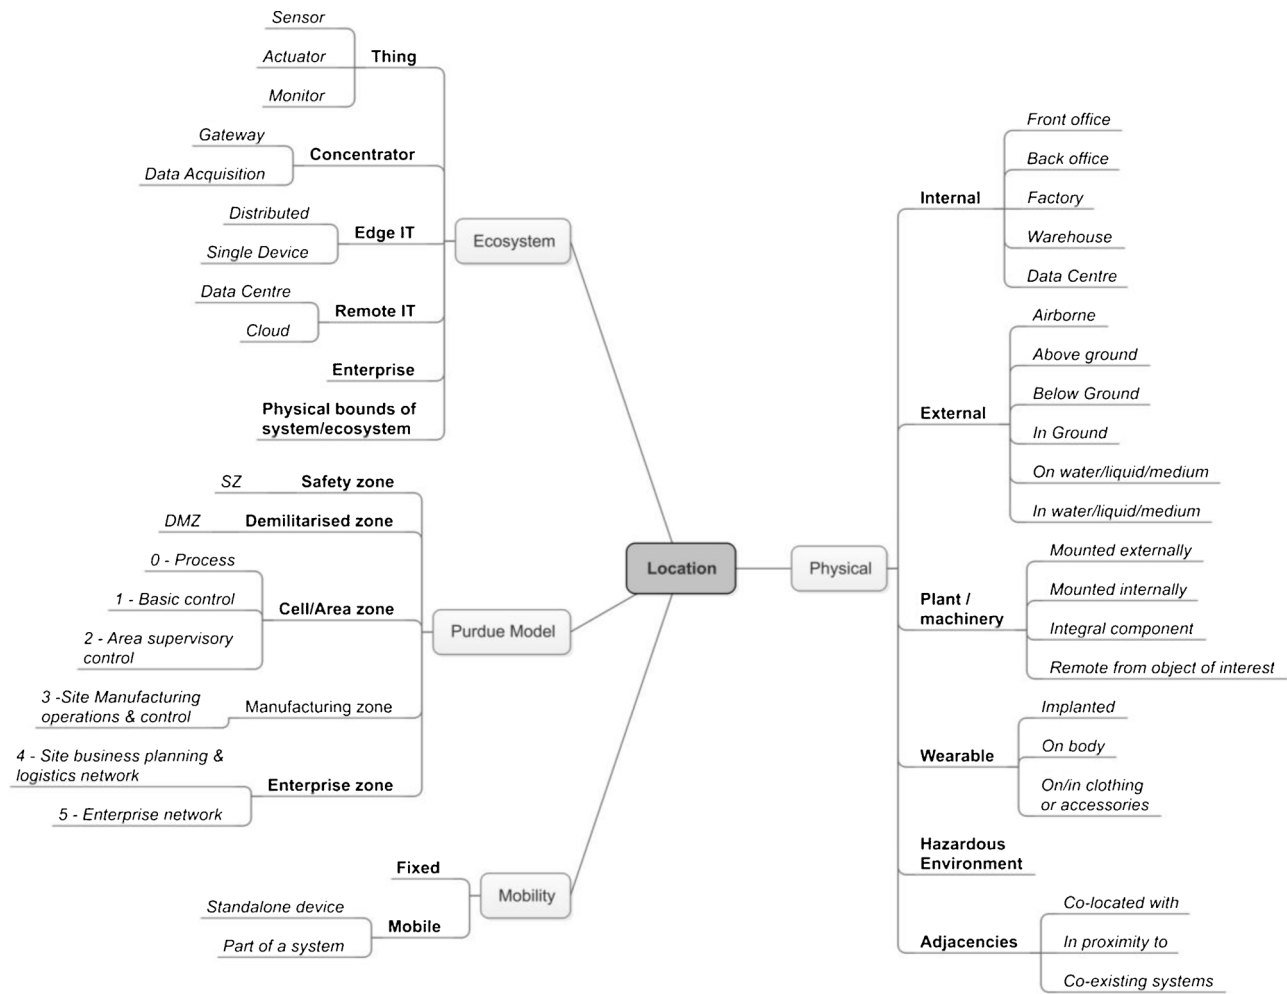 Sensor
Actuator
Monitor
Thing
Gateway
Data Acquisition
Concentrator
Distributed
Single Device
Edge IT
Data Centre
Cloud
Remote IT
Enterprise
Physical bounds of
system/ecosystem
Ecosystem
SZ
Safety zone
DMZ
Demilitarised zone
0 - Process
1 - Basic control
2 - Area supervisory
control
Cell/Area zone
3 -Site Manufacturing
operations & control
Manufacturing zone
4 - Site business planning &
logistics network
5 - Enterprise network
Enterprise zone
Purdue Model
Fixed
Standalone device
Part of a system
Mobile
Mobility
Location
Physical
Internal
Front office
Back office
Factory
Warehouse
Data Centre
External
Airborne
Above ground
Below Ground
In Ground
On water/liquid/medium
In water/liquid/medium
Plant /
machinery
Mounted externally
Mounted internally
Integral component
Remote from object of interest
Wearable
Implanted
On body
On/in clothing
or accessories
Hazardous
Environment
Adjacencies
Co-located with
In proximity to
Co-existing systems